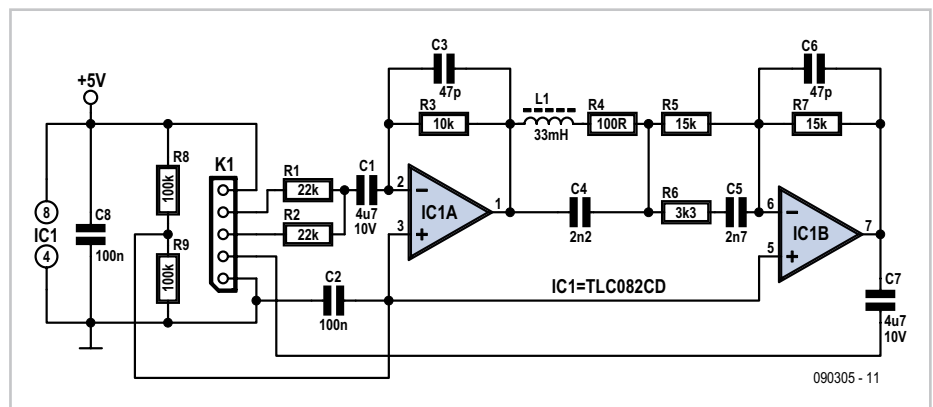 +5V
8
IC1
4
C8
100n
R8
100k
R9
100k
K1
R1
22k
R2
22k
C1
4u7
10V
C2
100n
C3
47p
R3
10k
2
3
1
IC1A
L1
33mH
R4
100R
C4
2n2
R5
15k
R6
3k3
C5
2n7
C6
47p
R7
15k
6
5
7
IC1B
IC1=TLC082CD
C7
4u7
10V
090305 - 11